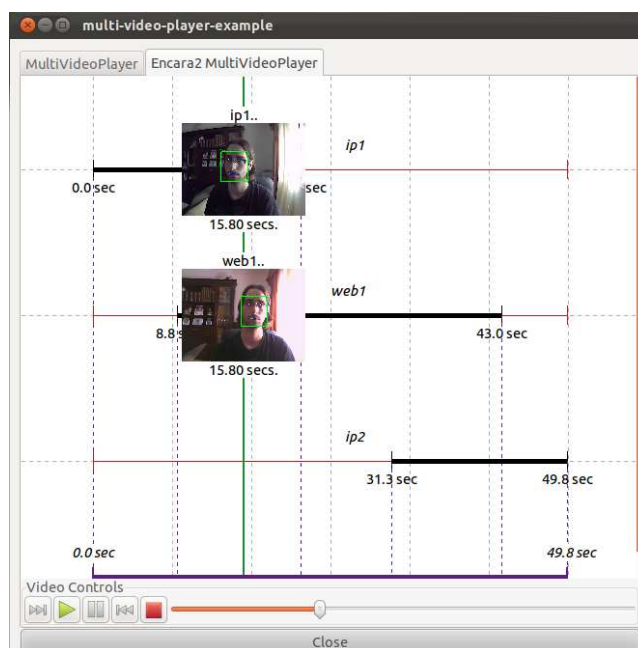 multi-video-player-example
MultiVideoPlayer
Encara2 MultiVideoPlayer
ip1..
ip1
0.0 sec
sec
15.80 secs.
web1..
web1
8.8
43.0 sec
15.80 secs.
ip2
31.3 sec
49.8 sec
0.0 sec
49.8 sec
Video Controls
Close